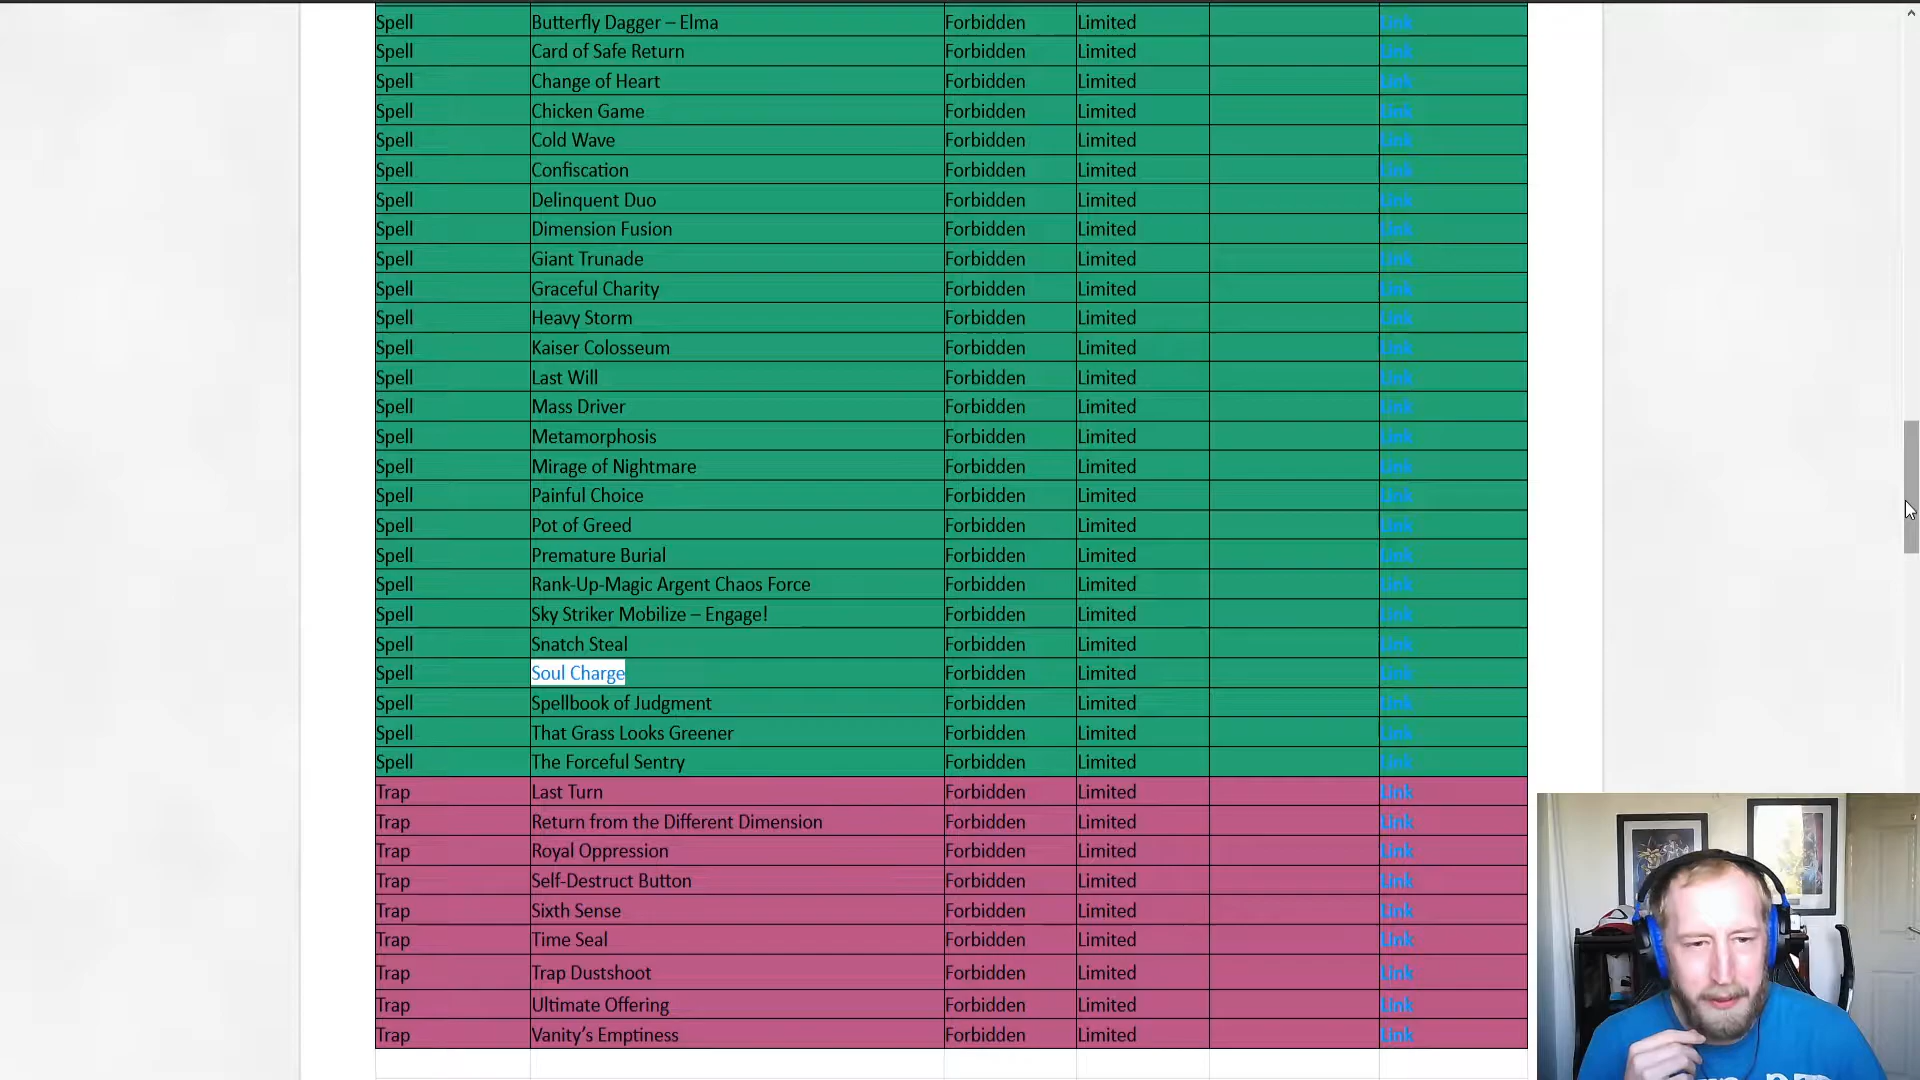 Spell Butterfly Dagger – Elma Forbidden Limited Link
Spell Card of Safe Return Forbidden Limited Link
Spell Change of Heart Forbidden Limited Link
Spell Chicken Game Forbidden Limited Link
Spell Cold Wave Forbidden Limited Link
Spell Confiscation Forbidden Limited Link
Spell Delinquent Duo Forbidden Limited Link
Spell Dimension Fusion Forbidden Limited Link
Spell Giant Trunade Forbidden Limited Link
Spell Graceful Charity Forbidden Limited Link
Spell Heavy Storm Forbidden Limited Link
Spell Kaiser Colosseum Forbidden Limited Link
Spell Last Will Forbidden Limited Link
Spell Mass Driver Forbidden Limited Link
Spell Metamorphosis Forbidden Limited Link
Spell Mirage of Nightmare Forbidden Limited Link
Spell Painful Choice Forbidden Limited Link
Spell Pot of Greed Forbidden Limited Link
Spell Premature Burial Forbidden Limited Link
Spell Rank-Up-Magic Argent Chaos Force Forbidden Limited Link
Spell Sky Striker Mobilize – Engage! Forbidden Limited Link
Spell Snatch Steal Forbidden Limited Link
Spell Soul Charge Forbidden Limited Link
Spell Spellbook of Judgment Forbidden Limited Link
Spell That Grass Looks Greener Forbidden Limited Link
Spell The Forceful Sentry Forbidden Limited Link
Trap Last Turn Forbidden Limited Link
Trap Return from the Different Dimension Forbidden Limited Link
Trap Royal Oppression Forbidden Limited Link
Trap Self-Destruct Button Forbidden Limited Link
Trap Sixth Sense Forbidden Limited Link
Trap Time Seal Forbidden Limited Link
Trap Trap Dustshoot Forbidden Limited Link
Trap Ultimate Offering Forbidden Limited Link
Trap Vanity’s Emptiness Forbidden Limited Link